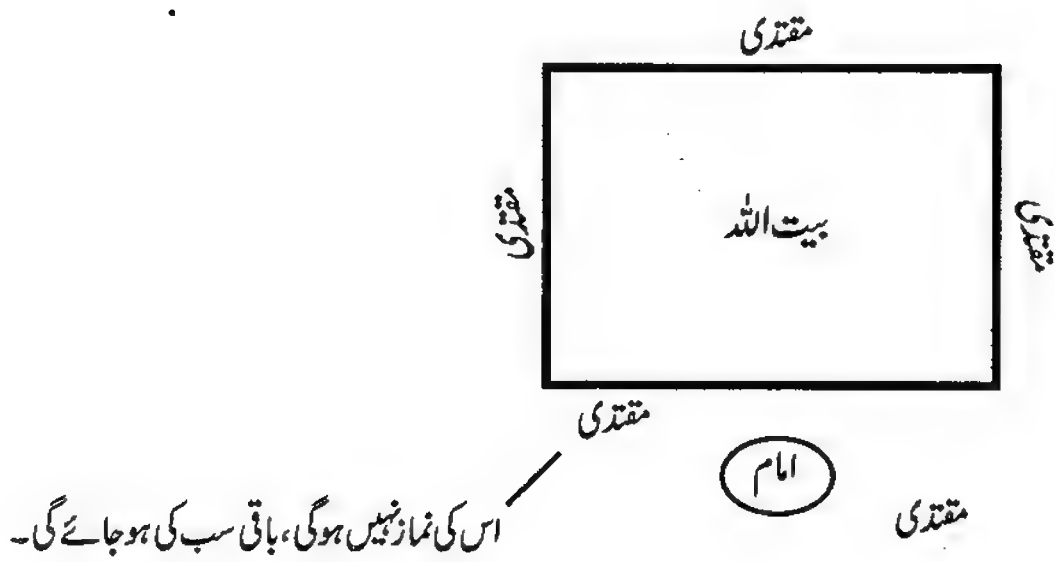 مقتدی
مقتدی
بیت اللہ
مقتدی
مقتدی
امام
مقتدی
اس کی نماز نہیں ہوگی، باقی سب کی ہو جائے گی۔